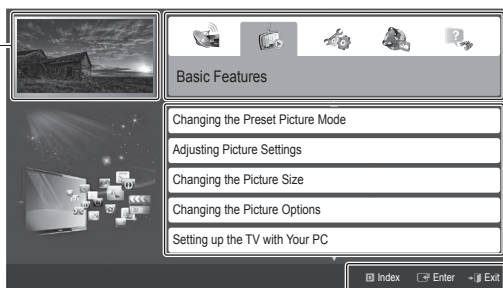 Basic Features
Changing the Preset Picture Mode
Adjusting Picture Settings
Changing the Picture Size
Changing the Picture Options
Setting up the TV with Your PC
D Index Enter Exit